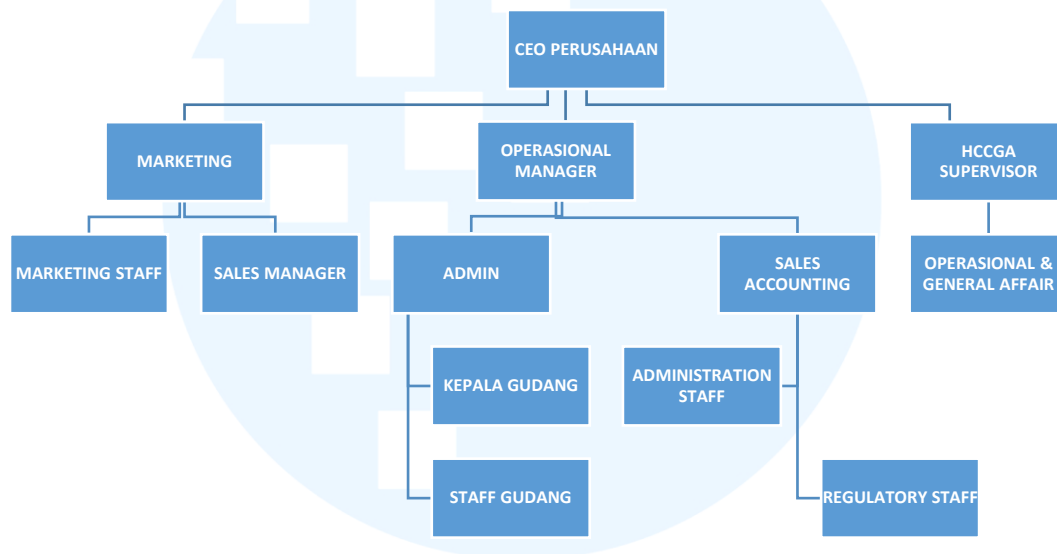 CEO PERUSAHAAN
MARKETING
OPERASIONAL
MANAGER
HCCGA
SUPERVISOR
MARKETING STAFF
SALES MANAGER
ADMIN
SALES
ACCOUNTING
OPERASIONAL &
GENERAL AFFAIR
KEPALA GUDANG
ADMINISTRATION
STAFF
STAFF GUDANG
REGULATORY STAFF